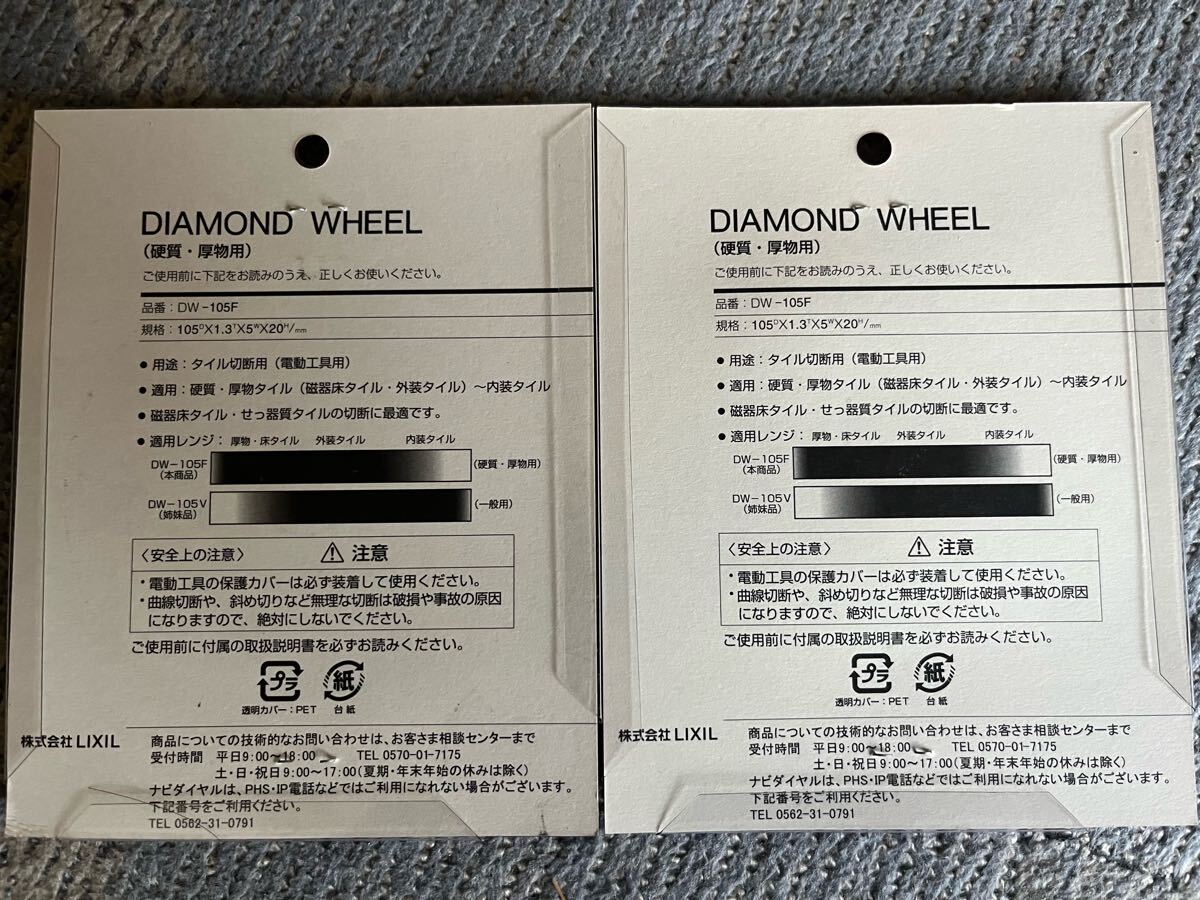 DIAMOND WHEEL
(硬質・厚物用)
ご使用前に下記をお読みのうえ、正しくお使いください。
品番：DW-105F
規格：105ᴰX1.3ᵀX5ᵂX20ᴴ/mm
●用途：タイル切断用（電動工具用）
●適用：硬質・厚物タイル（磁器床タイル・外装タイル）〜内装タイル
●磁器床タイル・せっ器質タイルの切断に最適です。
●適用レンジ： 厚物・床タイル 外装タイル 内装タイル
DW-105F (硬質・厚物用)
(本商品)
DW-105V (一般用)
(姉妹品)
〈安全上の注意〉 ⚠ 注意
・電動工具の保護カバーは必ず装着して使用ください。
・曲線切断や、斜め切りなど無理な切断は破損や事故の原因
になりますので、絶対にしないでください。
ご使用前に付属の取扱説明書を必ずお読みください。
プラ 紙
透明カバー：PET 台紙
株式会社 LIXIL 商品についての技術的なお問い合わせは、お客さま相談センターまで
受付時間 平日9:00〜18:00 TEL 0570-01-7175
土・日・祝日9:00〜17:00(夏期・年末年始の休みは除く)
ナビダイヤルは、PHS・IP電話などではご利用になれない場合がございます。
下記番号をご利用ください。
TEL 0562-31-0791
DIAMOND WHEEL
(硬質・厚物用)
ご使用前に下記をお読みのうえ、正しくお使いください。
品番：DW-105F
規格：105ᴰX1.3ᵀX5ᵂX20ᴴ/mm
●用途：タイル切断用（電動工具用）
●適用：硬質・厚物タイル（磁器床タイル・外装タイル）〜内装タイル
●磁器床タイル・せっ器質タイルの切断に最適です。
●適用レンジ： 厚物・床タイル 外装タイル 内装タイル
DW-105F (硬質・厚物用)
(本商品)
DW-105V (一般用)
(姉妹品)
〈安全上の注意〉 ⚠ 注意
・電動工具の保護カバーは必ず装着して使用ください。
・曲線切断や、斜め切りなど無理な切断は破損や事故の原因
になりますので、絶対にしないでください。
ご使用前に付属の取扱説明書を必ずお読みください。
プラ 紙
透明カバー：PET 台紙
株式会社 LIXIL 商品についての技術的なお問い合わせは、お客さま相談センターまで
受付時間 平日9:00〜18:00 TEL 0570-01-7175
土・日・祝日9:00〜17:00(夏期・年末年始の休みは除く)
ナビダイヤルは、PHS・IP電話などではご利用になれない場合がございます。
下記番号をご利用ください。
TEL 0562-31-0791